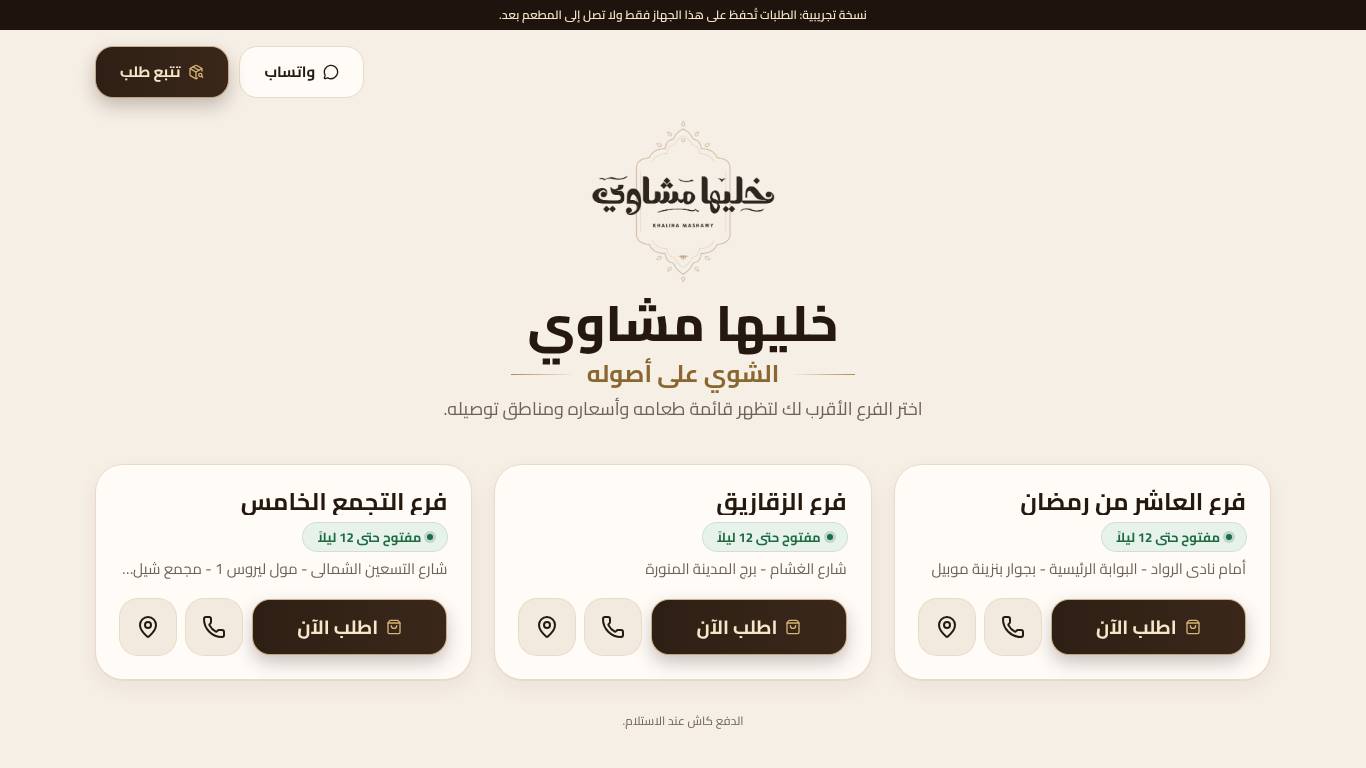 نسخة تجريبية: الطلبات تُحفظ على هذا الجهاز فقط ولا تصل إلى المطعم بعد.
واتساب
تتبع طلب
خليها مشاوي
KHALIHA MASHAWY
خليها مشاوي
الشوي على أصوله
اختر الفرع الأقرب لك لتظهر قائمة طعامه وأسعاره ومناطق توصيله.
فرع العاشر من رمضان
مفتوح حتى 12 ليلاً
أمام نادى الرواد - البوابة الرئيسية - بجوار بنزينة موبيل
اطلب الآن
فرع الزقازيق
مفتوح حتى 12 ليلاً
شارع الغشام - برج المدينة المنورة
اطلب الآن
فرع التجمع الخامس
مفتوح حتى 12 ليلاً
شارع التسعين الشمالى - مول ليروس 1 - مجمع شيل...
اطلب الآن
الدفع كاش عند الاستلام.